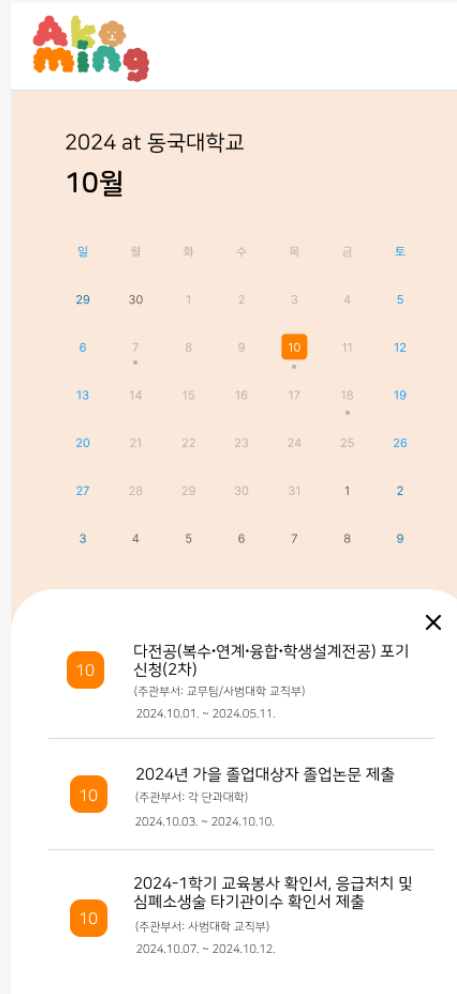 Ako
ming
2024 at 동국대학교
10월
일 월 화 수 목 금 토
29 30 1 2 3 4 5
6 7 8 9 10 11 12
13 14 15 16 17 18 19
20 21 22 23 24 25 26
27 28 29 30 31 1 2
3 4 5 6 7 8 9
10
다전공(복수•연계•융합•학생설계전공) 포기
신청(2차)
(주관부서: 교무팀/사범대학 교직부)
2024.10.01. ~ 2024.05.11.
10
2024년 가을 졸업대상자 졸업논문 제출
(주관부서: 각 단과대학)
2024.10.03. ~ 2024.10.10.
10
2024-1학기 교육봉사 확인서, 응급처치 및
심폐소생술 타기관이수 확인서 제출
(주관부서: 사범대학 교직부)
2024.10.07. ~ 2024.10.12.